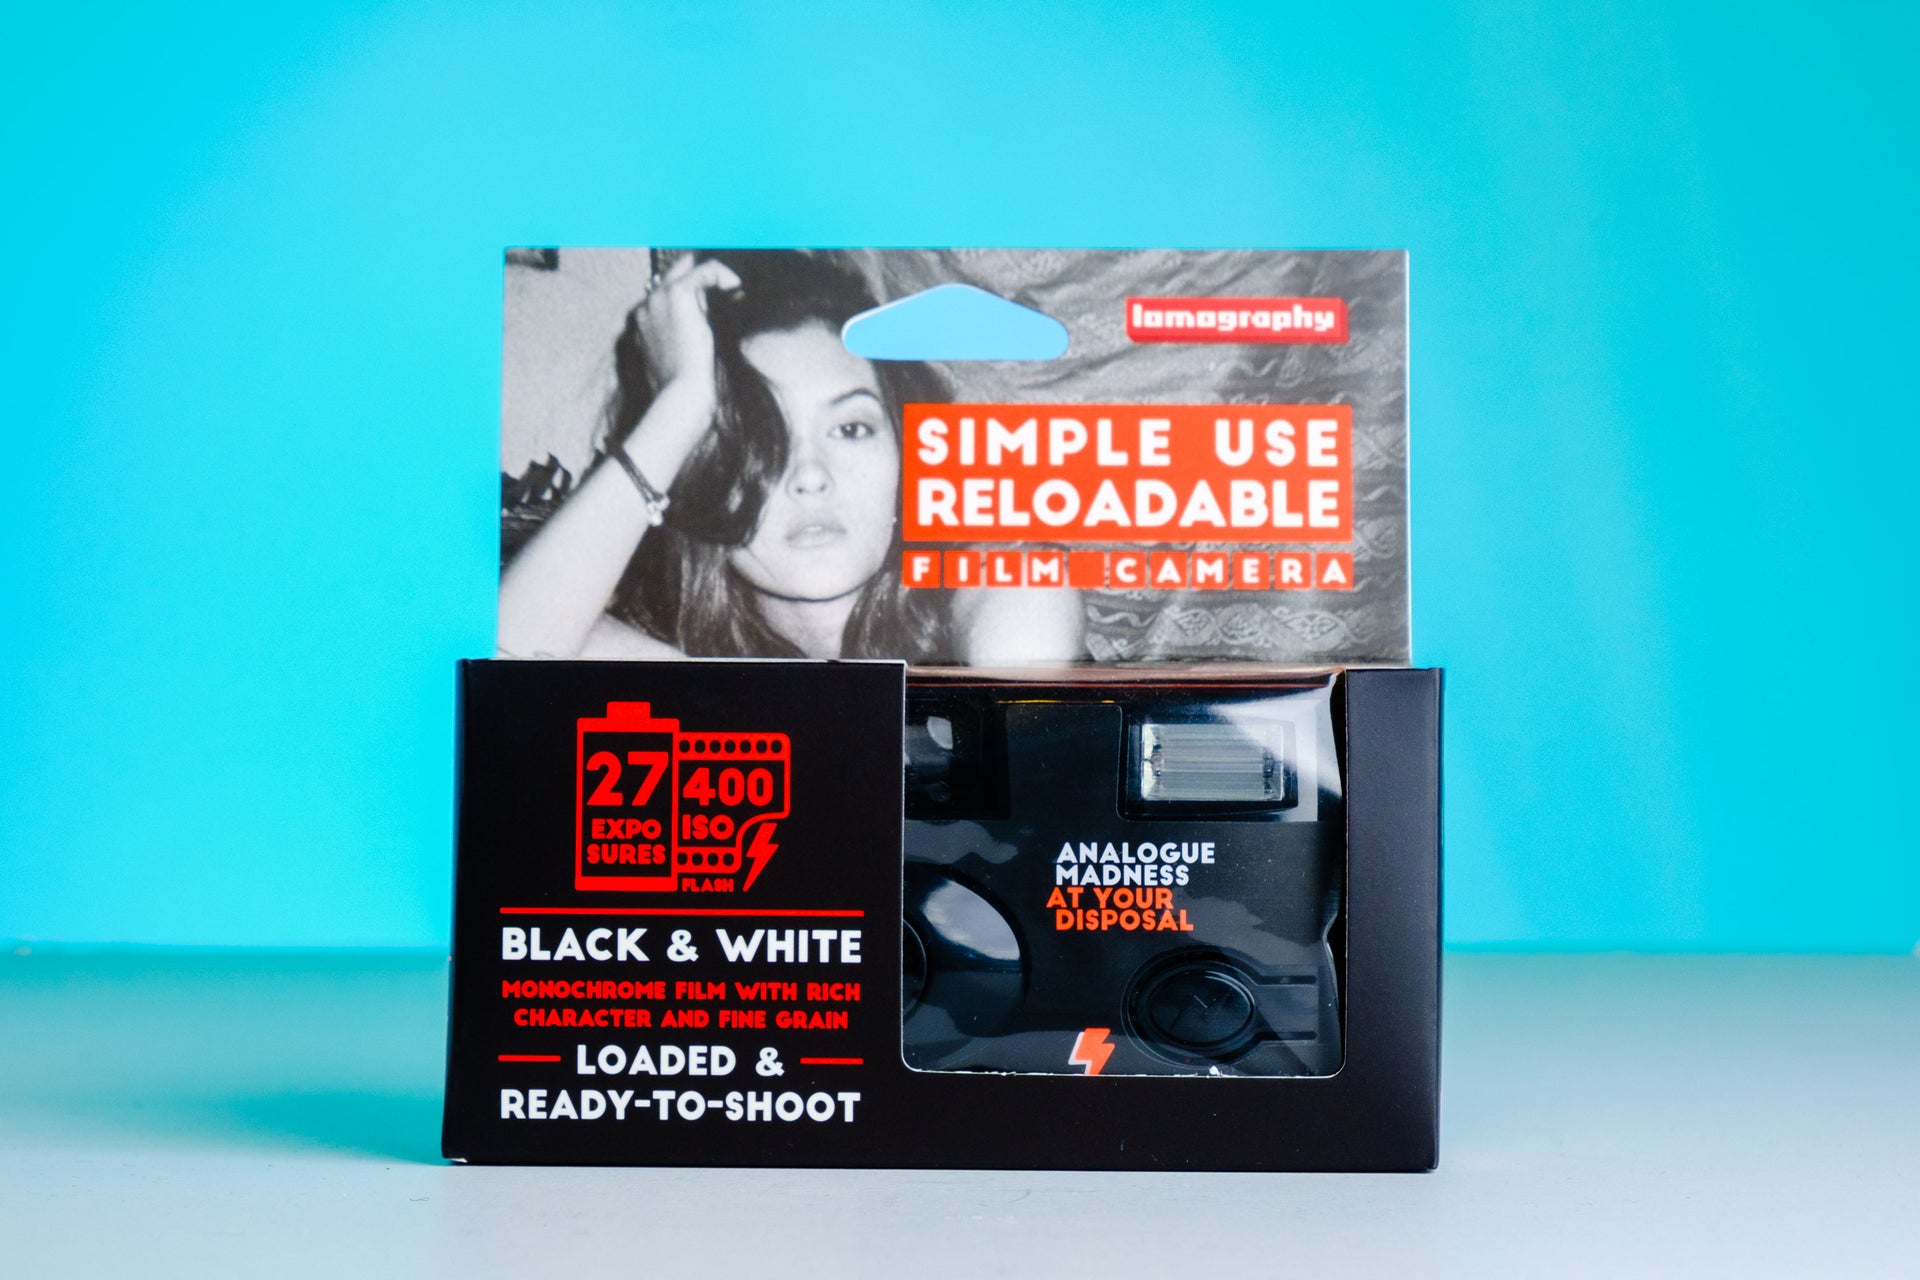 lomography
SIMPLE USE
RELOADABLE
FILM CAMERA
27
EXPO
SURES
400
ISO
FLASH
BLACK & WHITE
MONOCHROME FILM WITH RICH
CHARACTER AND FINE GRAIN
LOADED &
READY-TO-SHOOT
ANALOGUE
MADNESS
AT YOUR
DISPOSAL